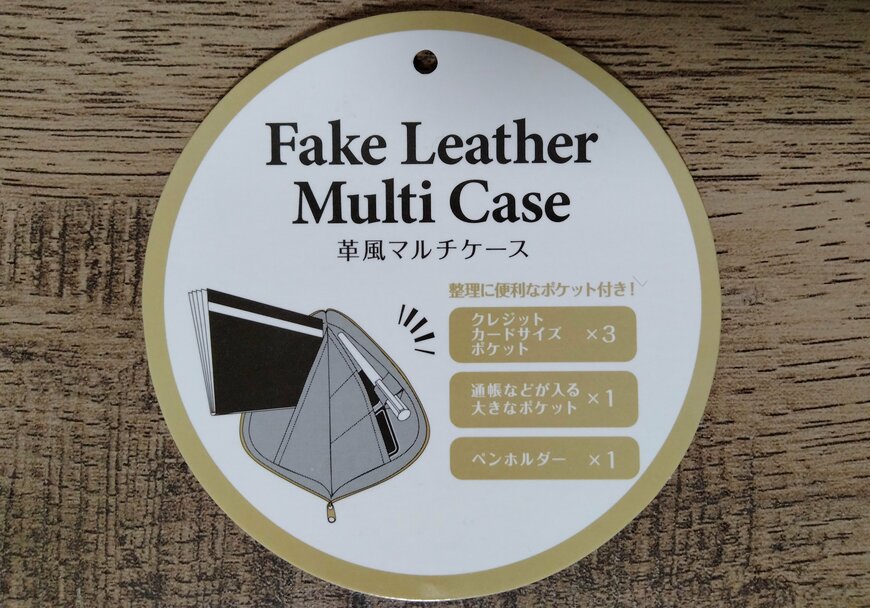 Fake Leather
Multi Case
革風マルチケース
整理に便利なポケット付き!
クレジット
カードサイズ
ポケット
×3
通帳などが入る
大きなポケット
×1
ペンホルダー ×1